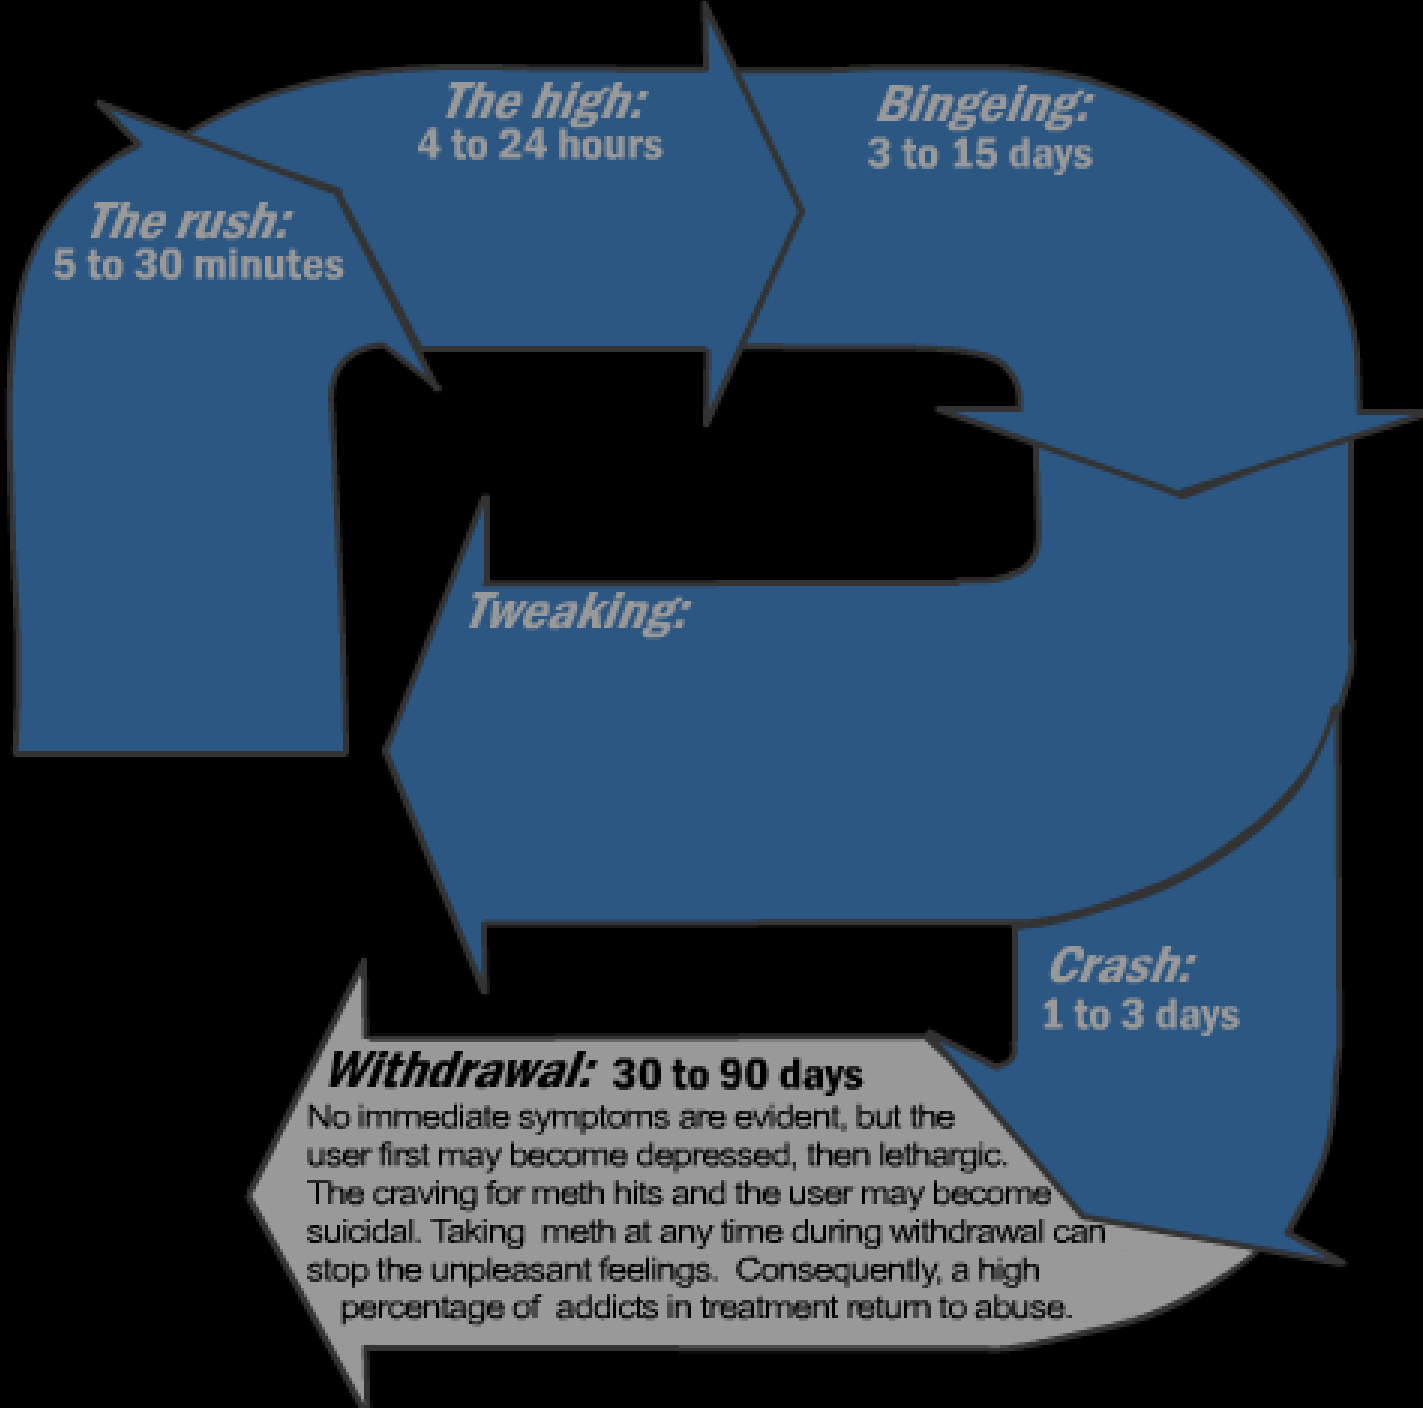 The rush:
5 to 30 minutes
The high:
4 to 24 hours
Bingeing:
3 to 15 days
Tweaking:
Crash:
1 to 3 days
Withdrawal: 30 to 90 days
No immediate symptoms are evident, but the
user first may become depressed, then lethargic.
The craving for meth hits and the user may become
suicidal. Taking meth at any time during withdrawal can
stop the unpleasant feelings. Consequently, a high
percentage of addicts in treatment return to abuse.